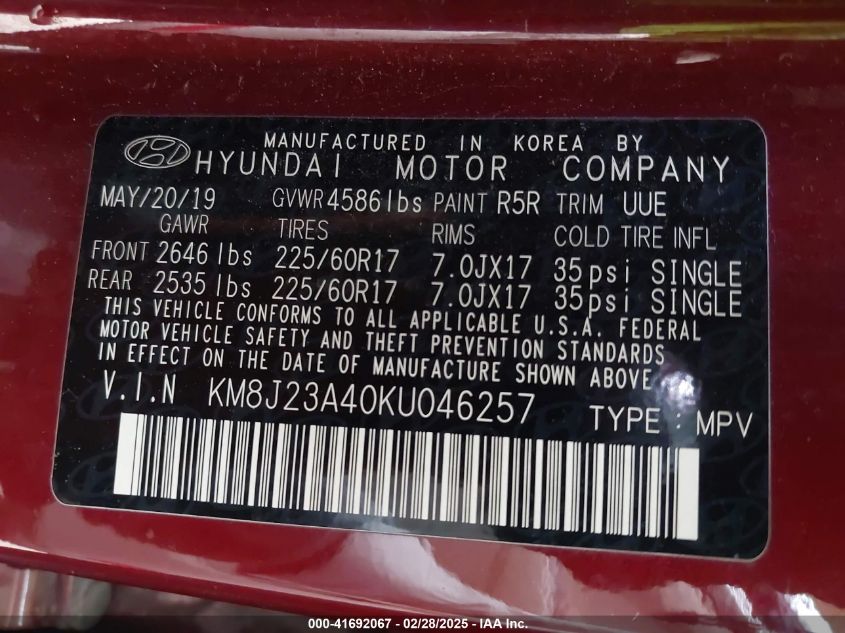 MANUFACTURED IN KOREA BY
HYUNDAI MOTOR COMPANY
MAY/20/19 GVWR 4586lbs PAINT R5R TRIM UUE
GAWR TIRES RIMS COLD TIRE INFL
FRONT 2646 lbs 225/60R17 7.0JX17 35psi SINGLE
REAR 2535 lbs 225/60R17 7.0JX17 35psi SINGLE
THIS VEHICLE CONFORMS TO ALL APPLICABLE U.S.A. FEDERAL
MOTOR VEHICLE SAFETY AND THEFT PREVENTION STANDARDS
IN EFFECT ON THE DATE OF MANUFACTURE SHOWN ABOVE.
V.I.N KM8J23A40KU046257 TYPE : MPV
000-41692067 - 02/28/2025 - IAA Inc.